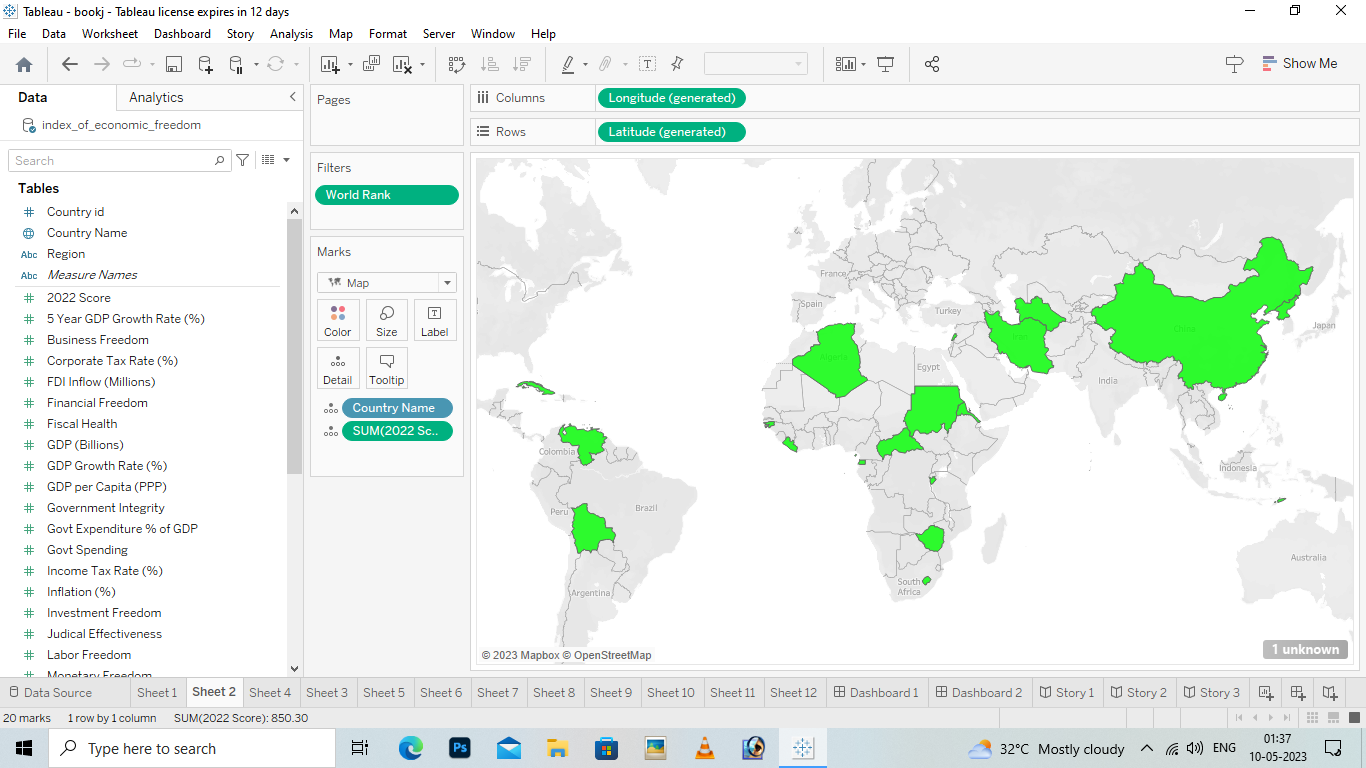 Tableau - bookj - Tableau license expires in 12 days
File Data Worksheet Dashboard Story Analysis Map Format Server Window Help
Show Me
Data Analytics
index_of_economic_freedom
Search
Tables
# Country id
Country Name
Abc Region
Abc Measure Names
# 2022 Score
# 5 Year GDP Growth Rate (%)
# Business Freedom
# Corporate Tax Rate (%)
# FDI Inflow (Millions)
# Financial Freedom
# Fiscal Health
# GDP (Billions)
# GDP Growth Rate (%)
# GDP per Capita (PPP)
# Government Integrity
# Govt Expenditure % of GDP
# Govt Spending
# Income Tax Rate (%)
# Inflation (%)
# Investment Freedom
# Judical Effectiveness
# Labor Freedom
# Monetary Freedom
Pages
Filters
World Rank
Marks
Map
Color Size Label
Detail Tooltip
Country Name
SUM(2022 Sc..
Columns Longitude (generated)
Rows Latitude (generated)
France
Spain
Turkey
Algeria
Egypt
Iran
China
Japan
India
Colombia
Indonesia
Peru
Brazil
Australia
South
Africa
Argentina
© 2023 Mapbox © OpenStreetMap
1 unknown
Data Source Sheet 1 Sheet 2 Sheet 4 Sheet 3 Sheet 5 Sheet 6 Sheet 7 Sheet 8 Sheet 9 Sheet 10 Sheet 11 Sheet 12 Dashboard 1 Dashboard 2 Story 1 Story 2 Story 3
20 marks 1 row by 1 column SUM(2022 Score): 850.30
Type here to search
Ps
32°C Mostly cloudy
ENG
01:37
10-05-2023